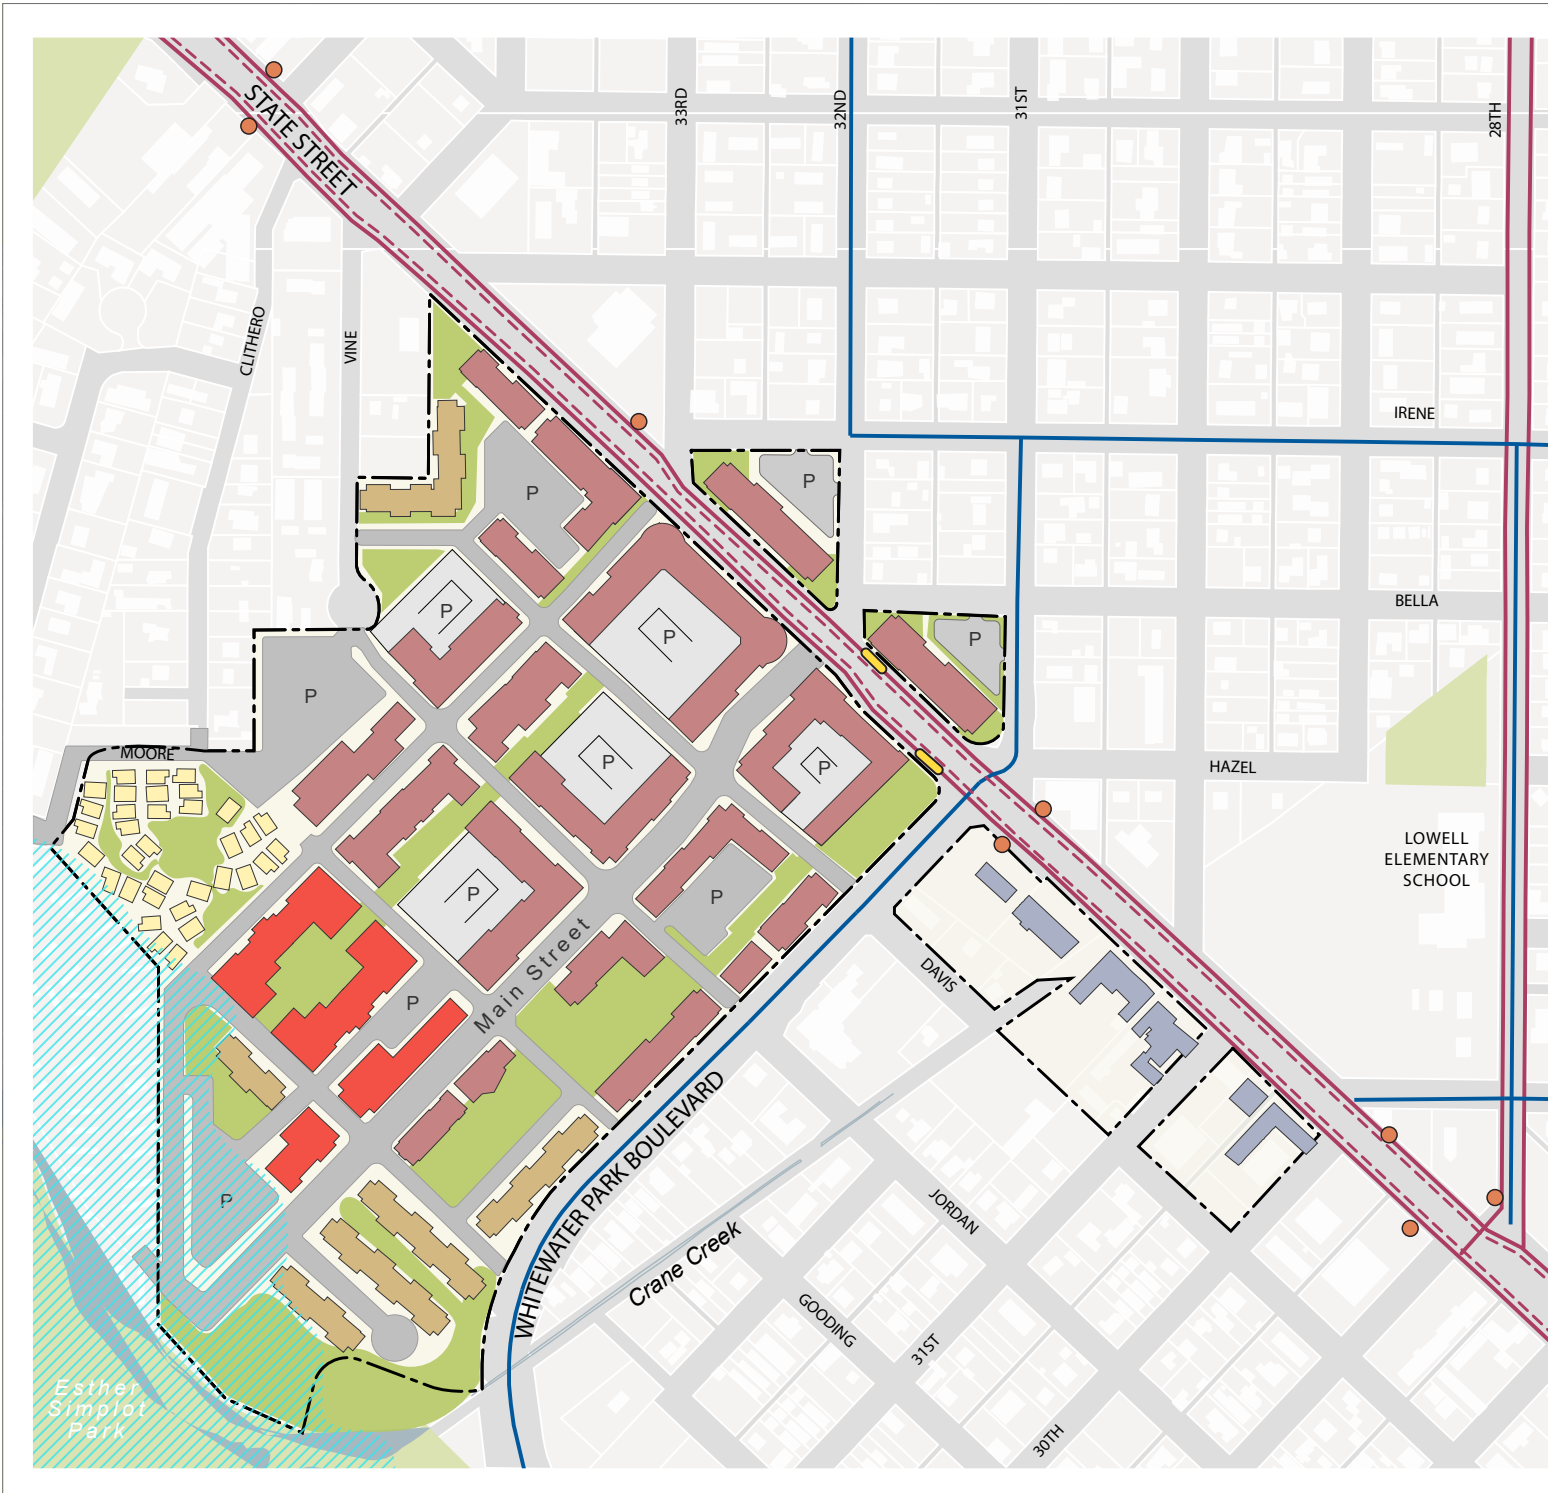 STATE STREET
33RD
32ND
31ST
28TH
CLITHERO
VINE
IRENE
P
P
BELLA
P
P
P
P
MOORE
P
P
HAZEL
LOWELL
ELEMENTARY
SCHOOL
P
P
Main Street
DAVIS
P
WHITEWATER PARK BOULEVARD
P
JORDAN
Crane Creek
GOODING
31ST
30TH
Esther
Simplot
Park